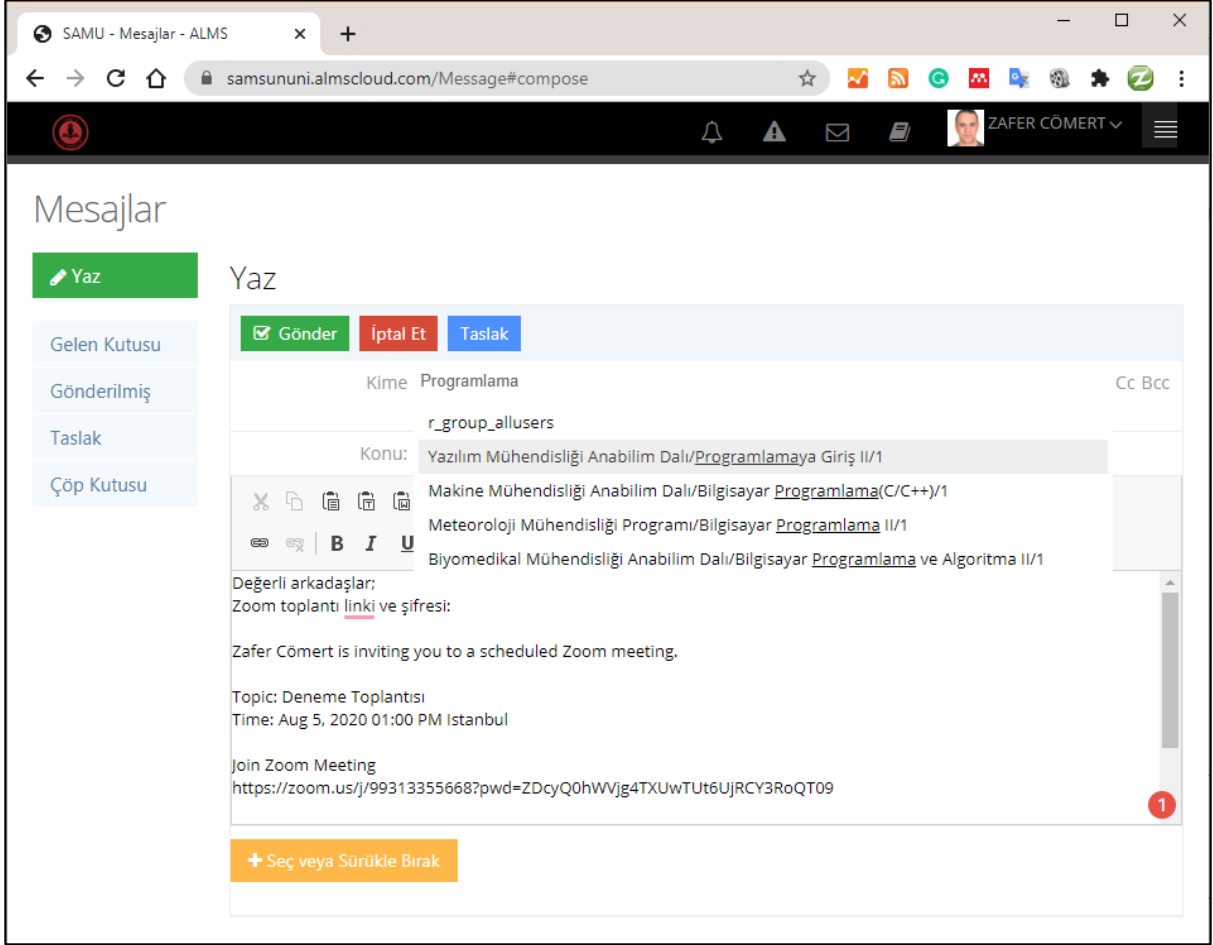 SAMU - Mesajlar - ALMS
samsununi.almscloud.com/Message#compose
ZAFER CÖMERT
Mesajlar
Yaz
Gelen Kutusu
Gönderilmiş
Taslak
Çöp Kutusu
Yaz
Gönder İptal Et Taslak
Kime Programlama Cc Bcc
r_group_allusers
Konu:
Yazılım Mühendisliği Anabilim Dalı/Programlamaya Giriş II/1
Makine Mühendisliği Anabilim Dalı/Bilgisayar Programlama(C/C++)/1
Meteoroloji Mühendisliği Programı/Bilgisayar Programlama II/1
Biyomedikal Mühendisliği Anabilim Dalı/Bilgisayar Programlama ve Algoritma II/1
B I U
Değerli arkadaşlar;
Zoom toplantı linki ve şifresi:
Zafer Cömert is inviting you to a scheduled Zoom meeting.
Topic: Deneme Toplantısı
Time: Aug 5, 2020 01:00 PM Istanbul
Join Zoom Meeting
https://zoom.us/j/99313355668?pwd=ZDcyQ0hWVjg4TXUwTUt6UjRCY3RoQT09
1
+ Seç veya Sürükle Bırak